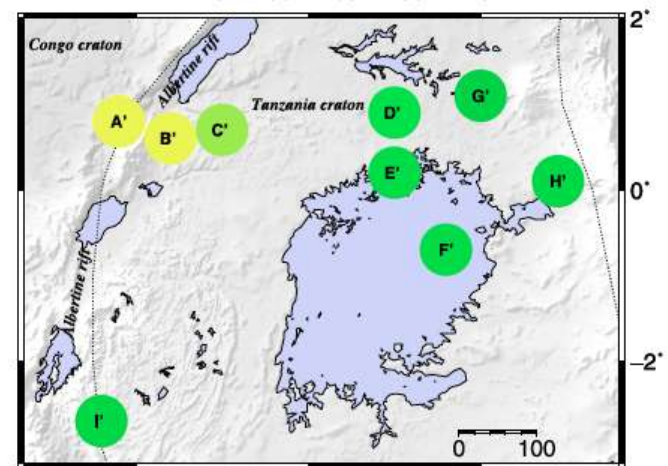 2°
Congo craton
Albertine rift
Tanzania craton
A'
B'
C'
D'
G'
E'
H'
0°
F'
Albertine rift
−2°
I'
0 100